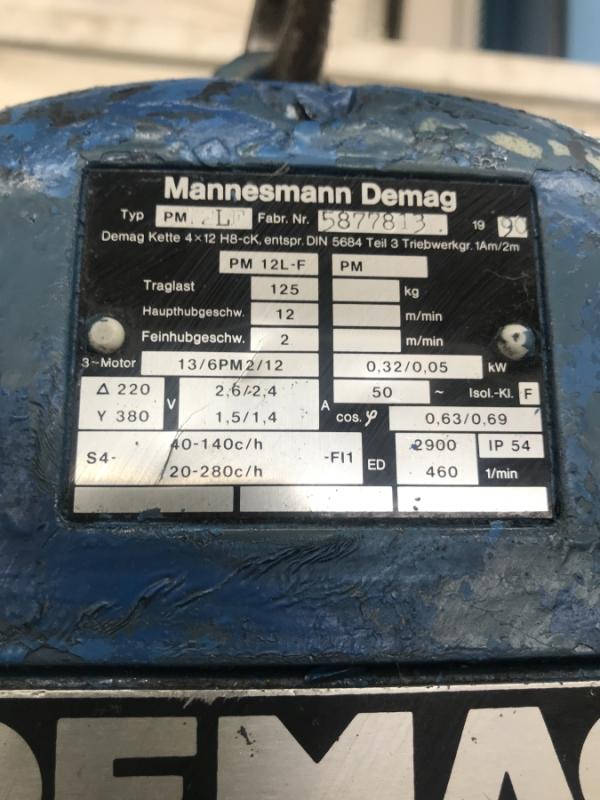 Mannesmann Demag
Typ PM 12LF Fabr. Nr. 5877813 19 90
Demag Kette 4×12 H8-cK, entspr. DIN 5684 Teil 3 Triebwerkgr. 1Am/2m
PM 12L-F PM
Traglast 125 kg
Haupthubgeschw. 12 m/min
Feinhubgeschw. 2 m/min
3~Motor 13/6PM2/12 0,32/0,05 kW
Δ 220 V 2,6/2,4 A 50 ~ Isol.-Kl. F
Y 380 1,5/1,4 cos. φ 0,63/0,69
S4- 40-140c/h -FI1 ED 2900 IP 54
20-280c/h 460 1/min
DEMAG